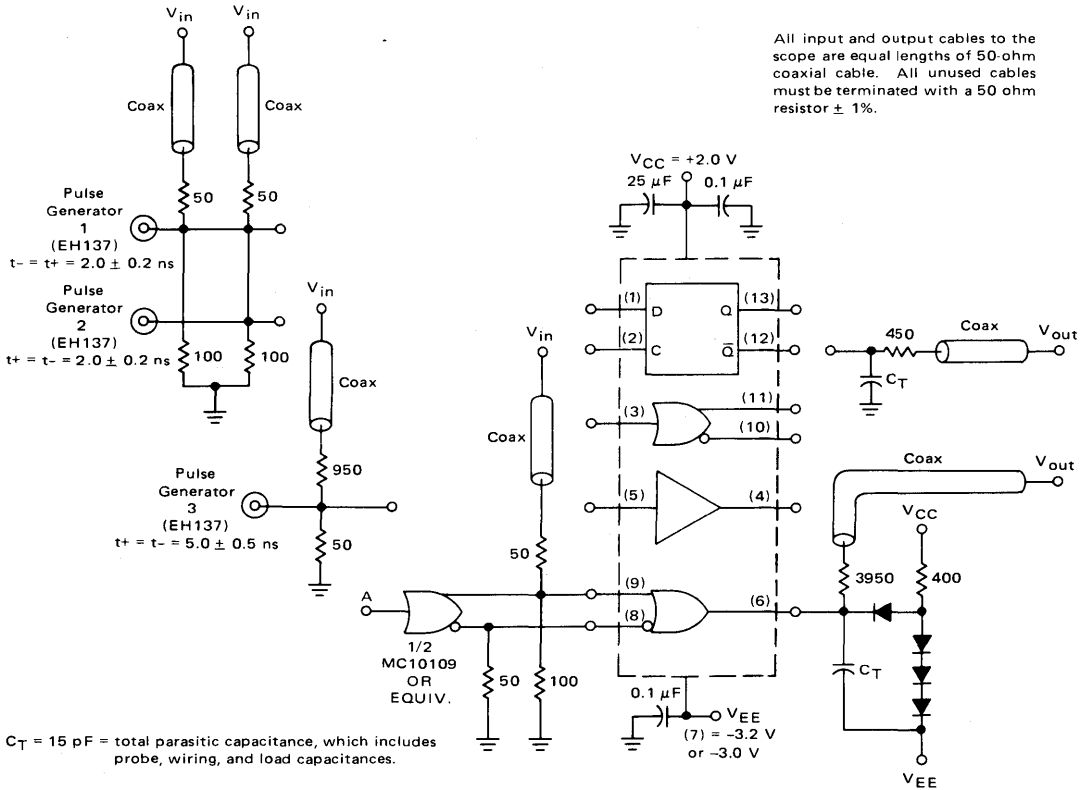 Vin
Vin
All input and output cables to the
scope are equal lengths of 50-ohm
coaxial cable. All unused cables
must be terminated with a 50 ohm
resistor ± 1%.
Coax
Coax
VCC = +2.0 V
25 µF
0.1 µF
50
50
Pulse
Generator
1
(EH137)
t– = t+ = 2.0 ± 0.2 ns
Pulse
Generator
2
(EH137)
t+ = t– = 2.0 ± 0.2 ns
100
100
Vin
Coax
950
Pulse
Generator
3
(EH137)
t+ = t– = 5.0 ± 0.5 ns
50
Vin
Coax
50
(1)
D
Q
(13)
(2)
C
Q̅
(12)
(3)
(11)
(10)
(5)
(4)
(9)
(8)
(6)
450
Coax
Vout
CT
Coax
Vout
VCC
3950
400
CT
VEE
A
1/2
MC10109
OR
EQUIV.
50
100
0.1 µF
VEE
(7) = –3.2 V
or –3.0 V
CT = 15 pF = total parasitic capacitance, which includes
probe, wiring, and load capacitances.